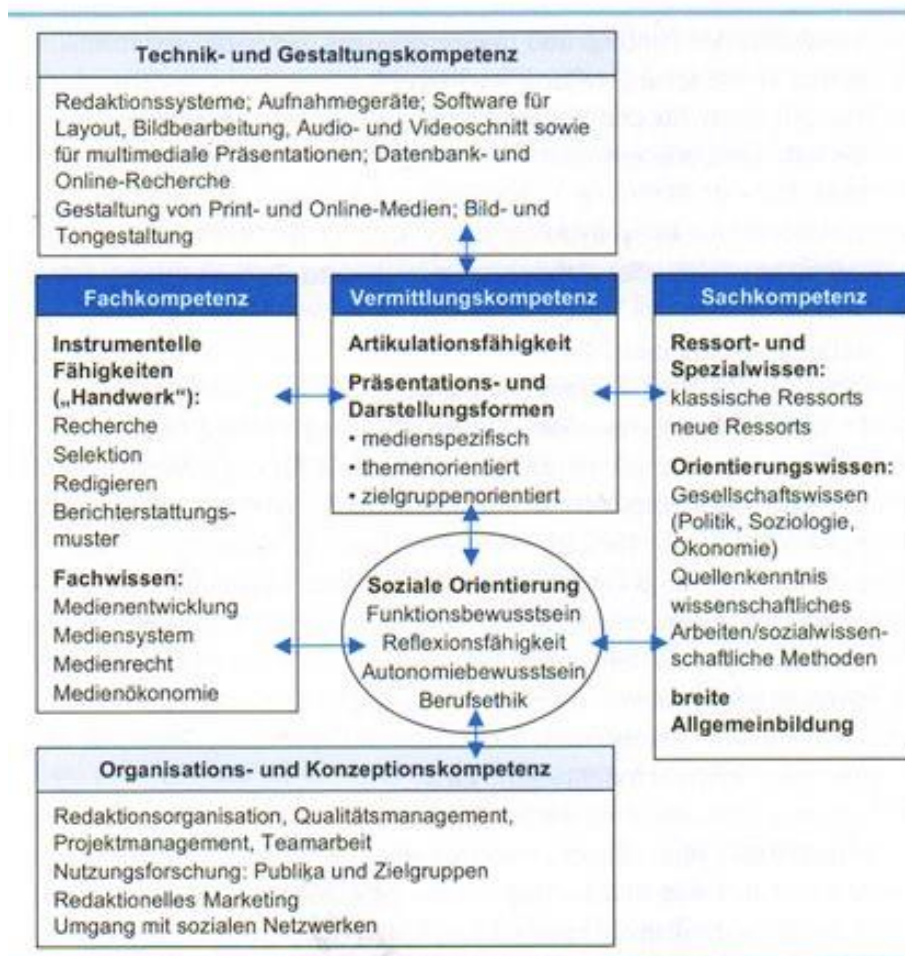 Technik- und Gestaltungskompetenz
Redaktionssysteme; Aufnahmegeräte; Software für
Layout, Bildbearbeitung, Audio- und Videoschnitt sowie
für multimediale Präsentationen; Datenbank- und
Online-Recherche
Gestaltung von Print- und Online-Medien; Bild- und
Tongestaltung
Fachkompetenz
Instrumentelle
Fähigkeiten
(„Handwerk“):
Recherche
Selektion
Redigieren
Berichterstattungs-
muster
Fachwissen:
Medienentwicklung
Mediensystem
Medienrecht
Medienökonomie
Vermittlungskompetenz
Artikulationsfähigkeit
Präsentations- und
Darstellungsformen
• medienspezifisch
• themenorientiert
• zielgruppenorientiert
Soziale Orientierung
Funktionsbewusstsein
Reflexionsfähigkeit
Autonomiebewusstsein
Berufsethik
Sachkompetenz
Ressort- und
Spezialwissen:
klassische Ressorts
neue Ressorts
Orientierungswissen:
Gesellschaftswissen
(Politik, Soziologie,
Ökonomie)
Quellenkenntnis
wissenschaftliches
Arbeiten/sozialwissen-
schaftliche Methoden
breite
Allgemeinbildung
Organisations- und Konzeptionskompetenz
Redaktionsorganisation, Qualitätsmanagement,
Projektmanagement, Teamarbeit
Nutzungsforschung: Publika und Zielgruppen
Redaktionelles Marketing
Umgang mit sozialen Netzwerken